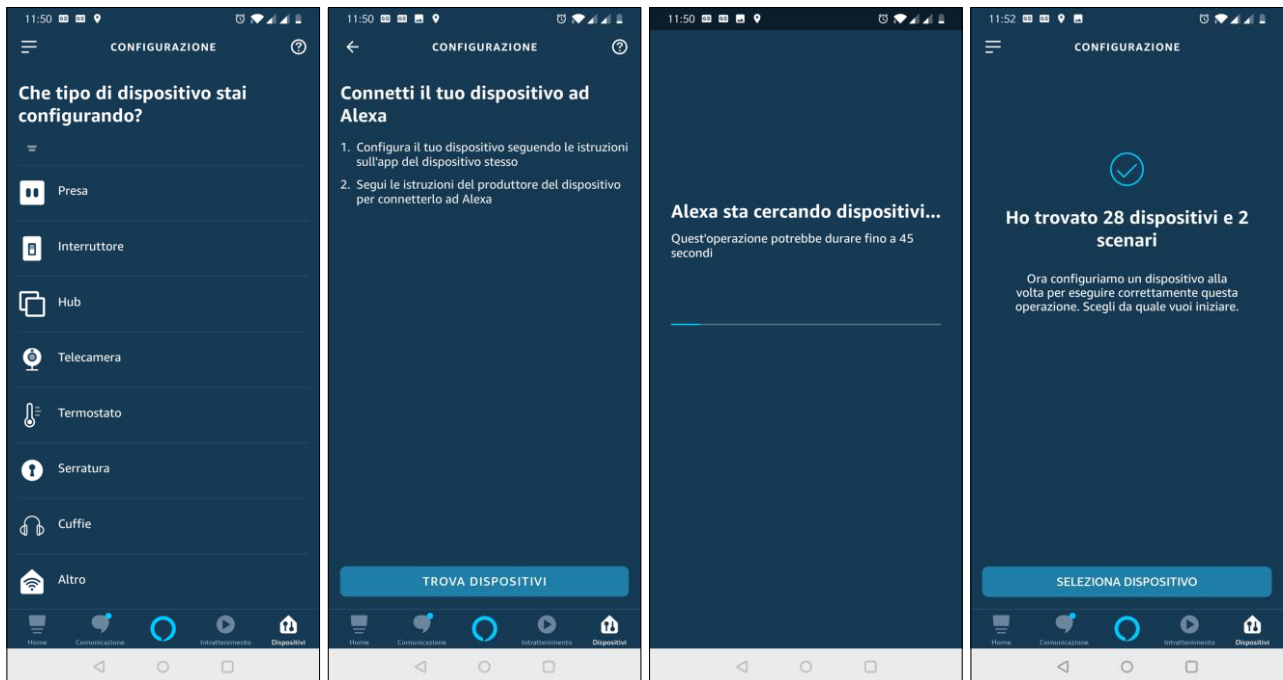 11:50
CONFIGURAZIONE
Che tipo di dispositivo stai
configurando?
Presa
Interruttore
Hub
Telecamera
Termostato
Serratura
Cuffie
Altro
Home
Comunicazione
Intrattenimento
Dispositivi
11:50
CONFIGURAZIONE
Connetti il tuo dispositivo ad
Alexa
1. Configura il tuo dispositivo seguendo le istruzioni
sull'app del dispositivo stesso
2. Segui le istruzioni del produttore del dispositivo
per connetterlo ad Alexa
TROVA DISPOSITIVI
Home
Comunicazione
Intrattenimento
Dispositivi
11:50
Alexa sta cercando dispositivi...
Quest'operazione potrebbe durare fino a 45
secondi
11:52
CONFIGURAZIONE
Ho trovato 28 dispositivi e 2
scenari
Ora configuriamo un dispositivo alla
volta per eseguire correttamente questa
operazione. Scegli da quale vuoi iniziare.
SELEZIONA DISPOSITIVO
Home
Comunicazione
Intrattenimento
Dispositivi